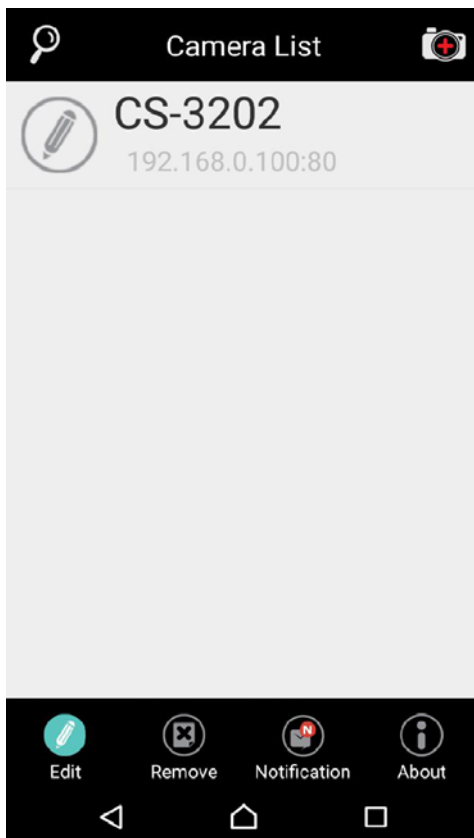 Camera List
CS-3202
192.168.0.100:80
N
Edit Remove Notification About